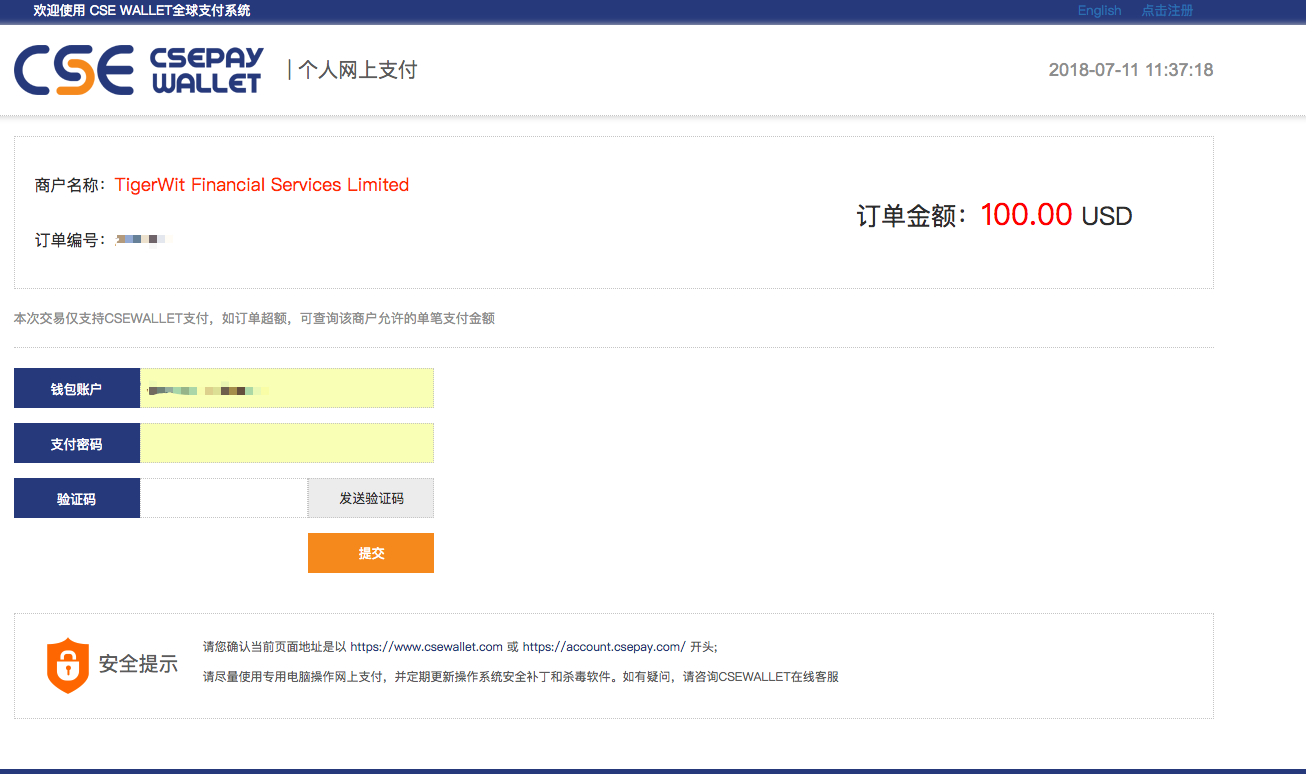 欢迎使用 CSE WALLET全球支付系统
English 点击注册
CSE CSEPAY WALLET | 个人网上支付
2018-07-11 11:37:18
商户名称：TigerWit Financial Services Limited
订单编号：
订单金额：100.00 USD
本次交易仅支持CSEWALLET支付，如订单超额，可查询该商户允许的单笔支付金额
钱包账户
支付密码
验证码 发送验证码
提交
安全提示
请您确认当前页面地址是以 https://www.csewallet.com 或 https://account.csepay.com/ 开头;
请尽量使用专用电脑操作网上支付，并定期更新操作系统安全补丁和杀毒软件。如有疑问，请咨询CSEWALLET在线客服